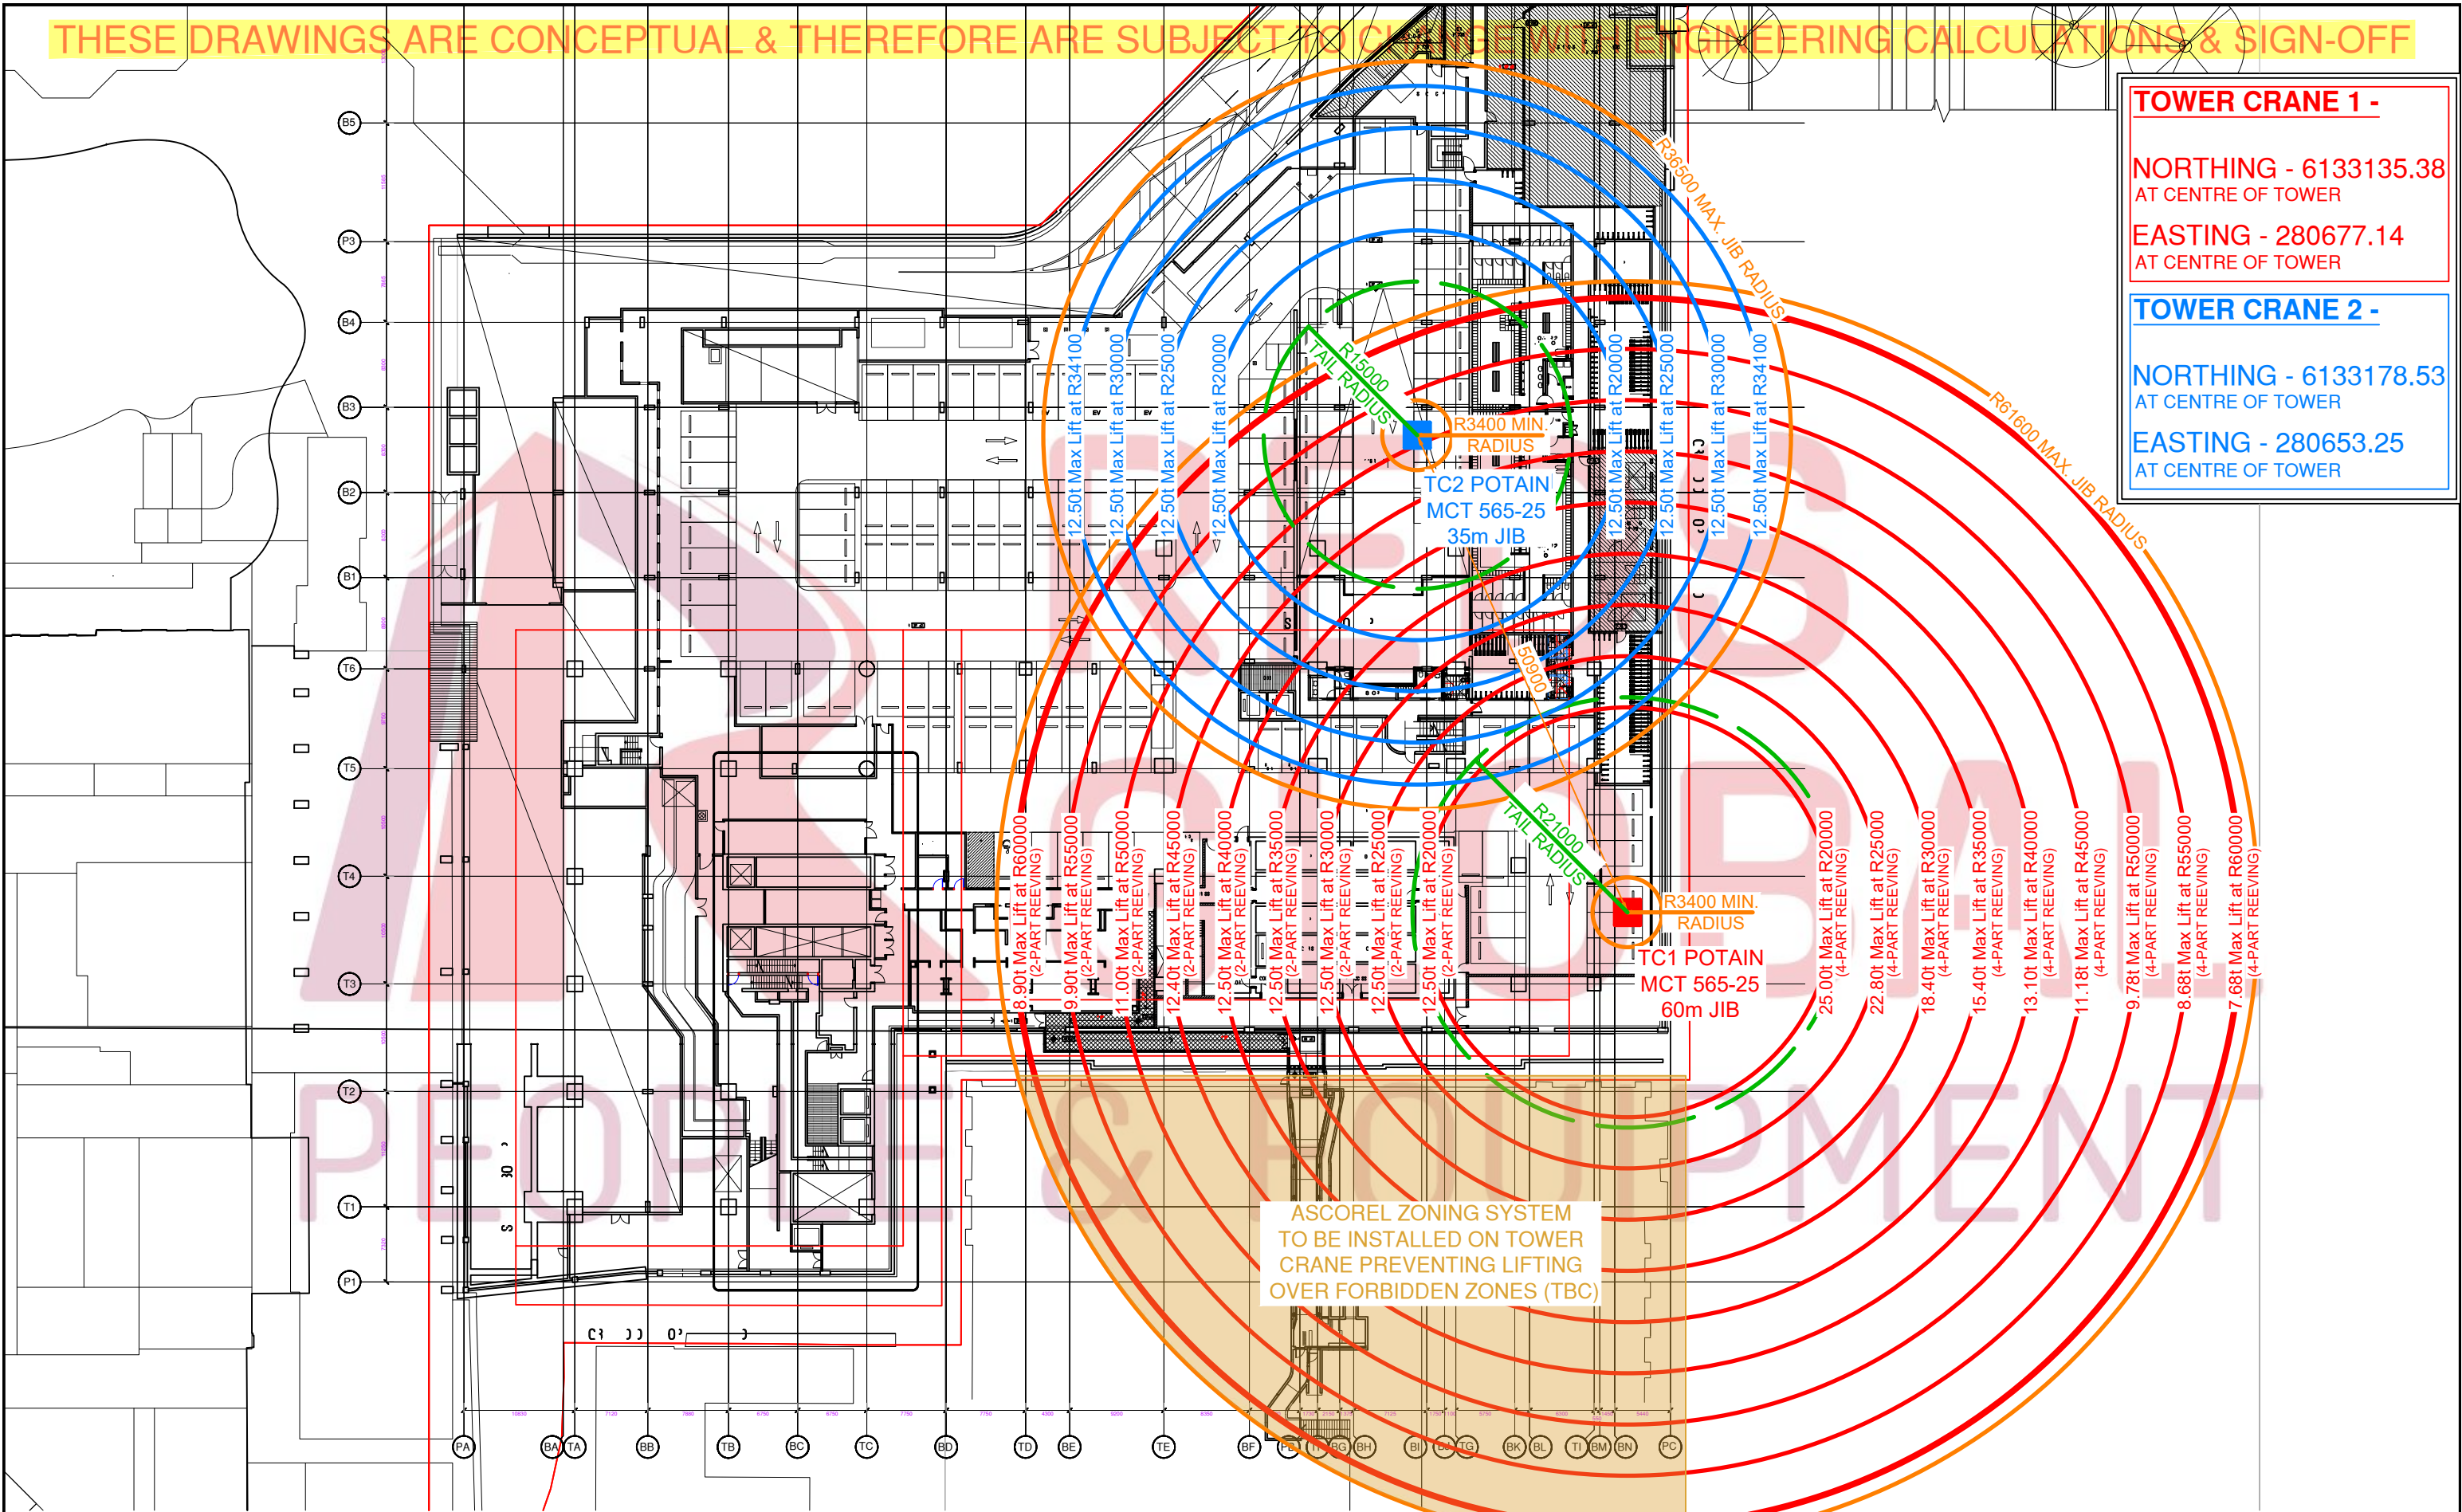 THESE DRAWINGS ARE CONCEPTUAL & THEREFORE ARE SUBJECT TO CHANGE WITH ENGINEERING CALCULATIONS & SIGN-OFF
TOWER CRANE 1 -
NORTHING - 6133135.38
AT CENTRE OF TOWER
EASTING - 280677.14
AT CENTRE OF TOWER
TOWER CRANE 2 -
NORTHING - 6133178.53
AT CENTRE OF TOWER
EASTING - 280653.25
AT CENTRE OF TOWER
B5
P3
B4
B3
B2
B1
T6
T5
T4
T3
T2
T1
P1
R36500 MAX. JIB RADIUS
R61600 MAX. JIB RADIUS
12.50t Max Lift at R34100
12.50t Max Lift at R30000
12.50t Max Lift at R25000
12.50t Max Lift at R20000
R15000
TAIL RADIUS
R3400 MIN.
RADIUS
TC2 POTAIN
MCT 565-25
35m JIB
12.50t Max Lift at R20000
12.50t Max Lift at R25000
12.50t Max Lift at R30000
12.50t Max Lift at R34100
EV
EV
EV
50900
8.90t Max Lift at R60000
(2-PART REEVING)
9.90t Max Lift at R55000
(2-PART REEVING)
11.00t Max Lift at R50000
(2-PART REEVING)
12.40t Max Lift at R45000
(2-PART REEVING)
12.50t Max Lift at R40000
(2-PART REEVING)
12.50t Max Lift at R35000
(2-PART REEVING)
12.50t Max Lift at R30000
(2-PART REEVING)
12.50t Max Lift at R25000
(2-PART REEVING)
12.50t Max Lift at R20000
(2-PART REEVING)
R21000
TAIL RADIUS
R3400 MIN.
RADIUS
TC1 POTAIN
MCT 565-25
60m JIB
25.00t Max Lift at R20000
(4-PART REEVING)
22.80t Max Lift at R25000
(4-PART REEVING)
18.40t Max Lift at R30000
(4-PART REEVING)
15.40t Max Lift at R35000
(4-PART REEVING)
13.10t Max Lift at R40000
(4-PART REEVING)
11.18t Max Lift at R45000
(4-PART REEVING)
9.78t Max Lift at R50000
(4-PART REEVING)
8.68t Max Lift at R55000
(4-PART REEVING)
7.68t Max Lift at R60000
(4-PART REEVING)
GLOBAL
PEOPLE & EQUIPMENT
ASCOREL ZONING SYSTEM
TO BE INSTALLED ON TOWER
CRANE PREVENTING LIFTING
OVER FORBIDDEN ZONES (TBC)
7120
6750
6750
7750
7750
4300
7125
PA
BA
TA
BB
TB
BC
TC
BD
TD
BE
TE
BF
BG
BH
BI
BJ
TG
BK
BL
TI
BM
BN
PC